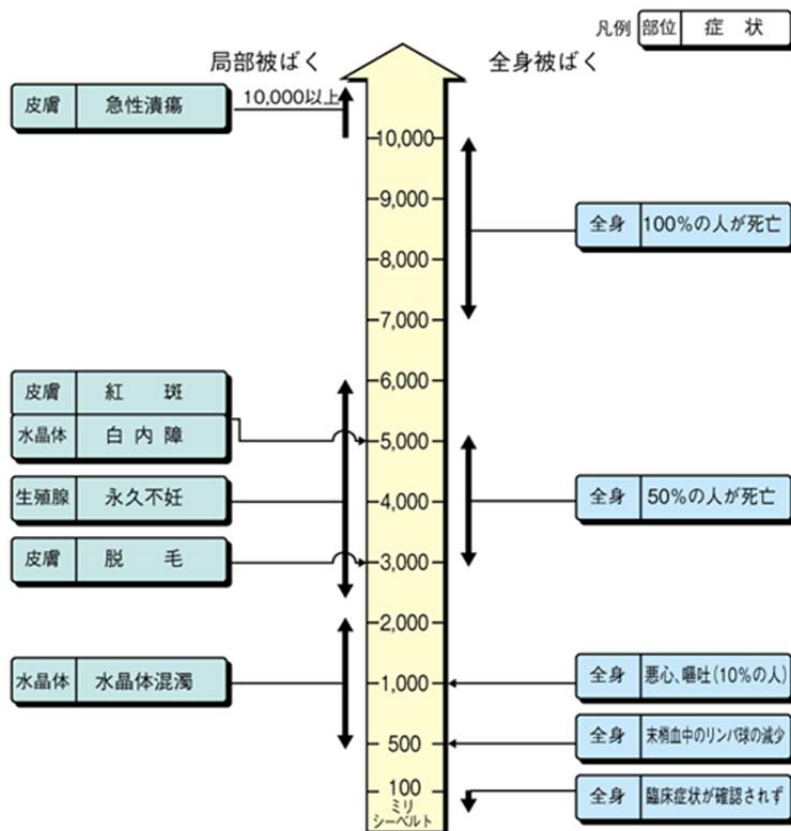 凡例 部位 症 状
局部被ばく
全身被ばく
皮膚 急性潰瘍
10,000以上
10,000
9,000
全身 100%の人が死亡
8,000
7,000
皮膚 紅 斑
6,000
水晶体 白 内 障
5,000
生殖腺 永久不妊
4,000
全身 50%の人が死亡
皮膚 脱 毛
3,000
2,000
水晶体 水晶体混濁
1,000
全身 悪心、嘔吐(10%の人)
500
全身 末梢血中のリンパ球の減少
100
全身 臨床症状が確認されず
ミリ
シーベルト